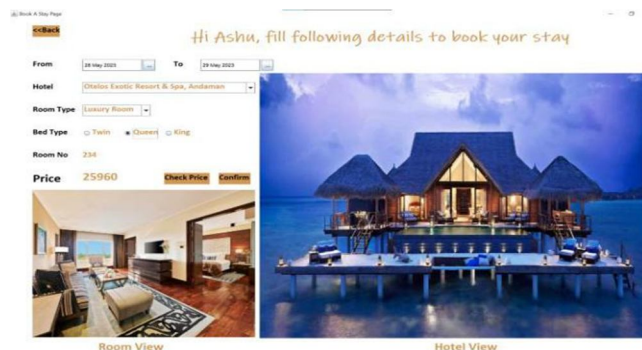 Book A Stay Page
<<Back
Hi Ashu, fill following details to book your stay
From 28 May 2023 ... To 29 May 2023 ...
Hotel Otelos Exotic Resort & Spa, Andaman
Room Type Luxury Room
Bed Type Twin Queen King
Room No 234
Price 25960 Check Price Confirm
Room View Hotel View